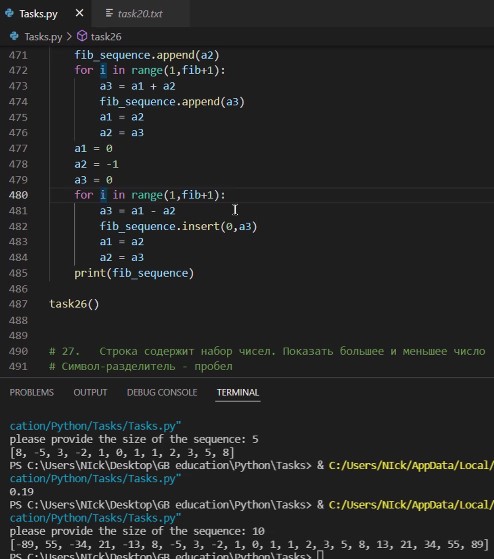 Tasks.py × task20.txt
Tasks.py > task26
471 fib_sequence.append(a2)
472 for i in range(1,fib+1):
473 a3 = a1 + a2
474 fib_sequence.append(a3)
475 a1 = a2
476 a2 = a3
477 a1 = 0
478 a2 = -1
479 a3 = 0
480 for i in range(1,fib+1):
481 a3 = a1 - a2
482 fib_sequence.insert(0,a3)
483 a1 = a2
484 a2 = a3
485 print(fib_sequence)
486
487 task26()
488
489
490 # 27. Строка содержит набор чисел. Показать большее и меньшее число
491 # Символ-разделитель - пробел
PROBLEMS OUTPUT DEBUG CONSOLE TERMINAL
cation/Python/Tasks/Tasks.py"
please provide the size of the sequence: 5
[8, -5, 3, -2, 1, 0, 1, 1, 2, 3, 5, 8]
PS C:\Users\NIck\Desktop\GB education\Python\Tasks> & C:/Users/NIck/AppData/Local/
cation/Python/Tasks/Tasks.py"
0.19
PS C:\Users\NIck\Desktop\GB education\Python\Tasks> & C:/Users/NIck/AppData/Local/
cation/Python/Tasks/Tasks.py"
please provide the size of the sequence: 10
[-89, 55, -34, 21, -13, 8, -5, 3, -2, 1, 0, 1, 1, 2, 3, 5, 8, 13, 21, 34, 55, 89]
PS C:\Users\NIck\Desktop\GB education\Python\Tasks>